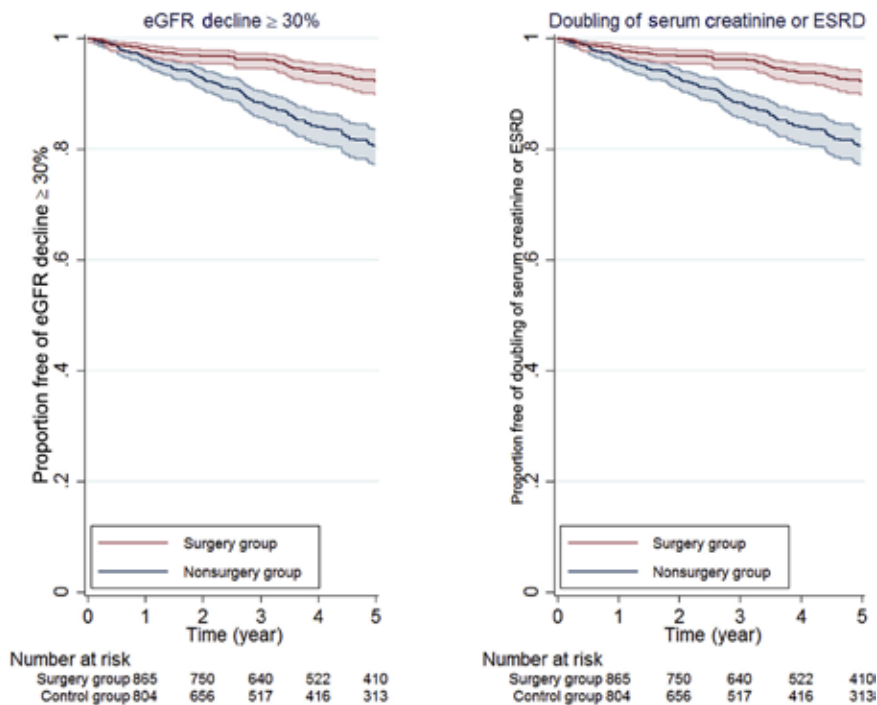 eGFR decline ≥ 30%
Proportion free of eGFR decline ≥ 30%
1
.8
.6
.4
.2
0
Surgery group
Nonsurgery group
0 1 2 3 4 5
Time (year)
Number at risk
Surgery group 865 750 640 522 410
Control group 804 656 517 416 313
Doubling of serum creatinine or ESRD
Proportion free of doubling of serum creatinine or ESRD
1
.8
.6
.4
.2
0
Surgery group
Nonsurgery group
0 1 2 3 4 5
Time (year)
Number at risk
Surgery group 865 750 640 522 410
Control group 804 656 517 416 313